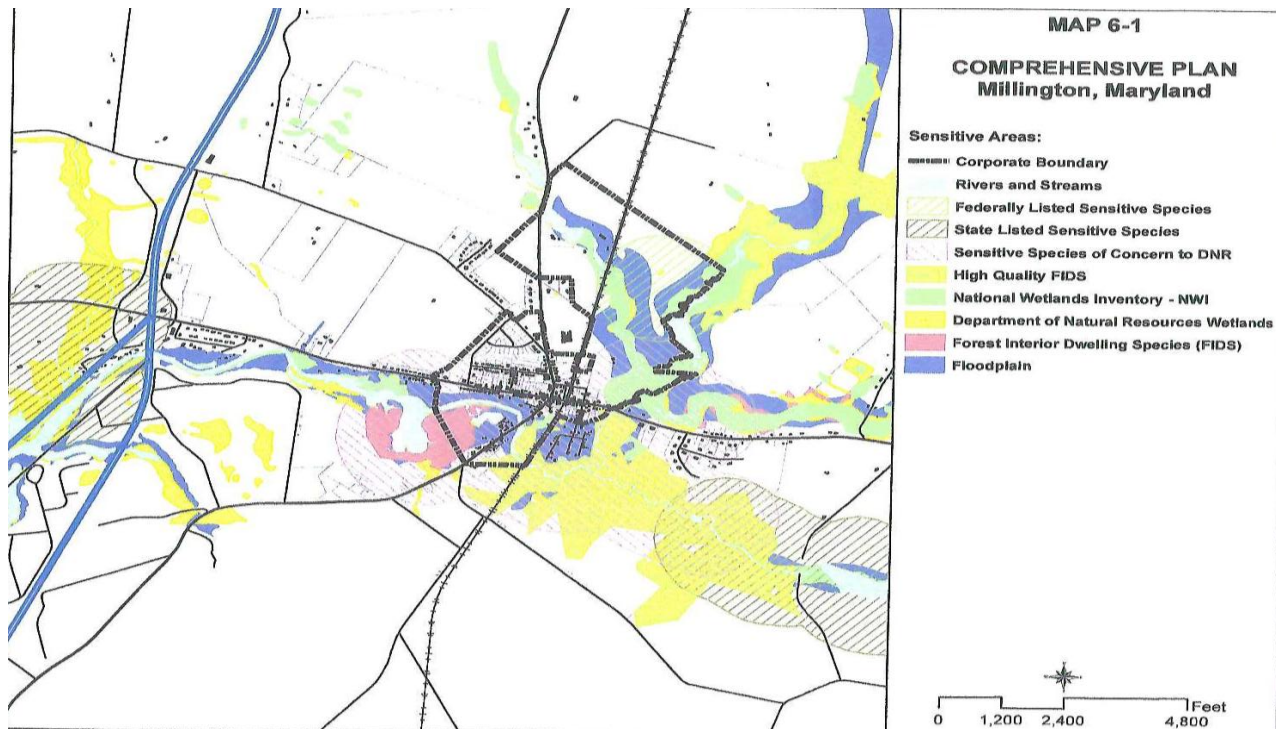 MAP 6-1
COMPREHENSIVE PLAN
Millington, Maryland
Sensitive Areas:
Corporate Boundary
Rivers and Streams
Federally Listed Sensitive Species
State Listed Sensitive Species
Sensitive Species of Concern to DNR
High Quality FIDS
National Wetlands Inventory - NWI
Department of Natural Resources Wetlands
Forest Interior Dwelling Species (FIDS)
Floodplain
Feet
0 1,200 2,400 4,800